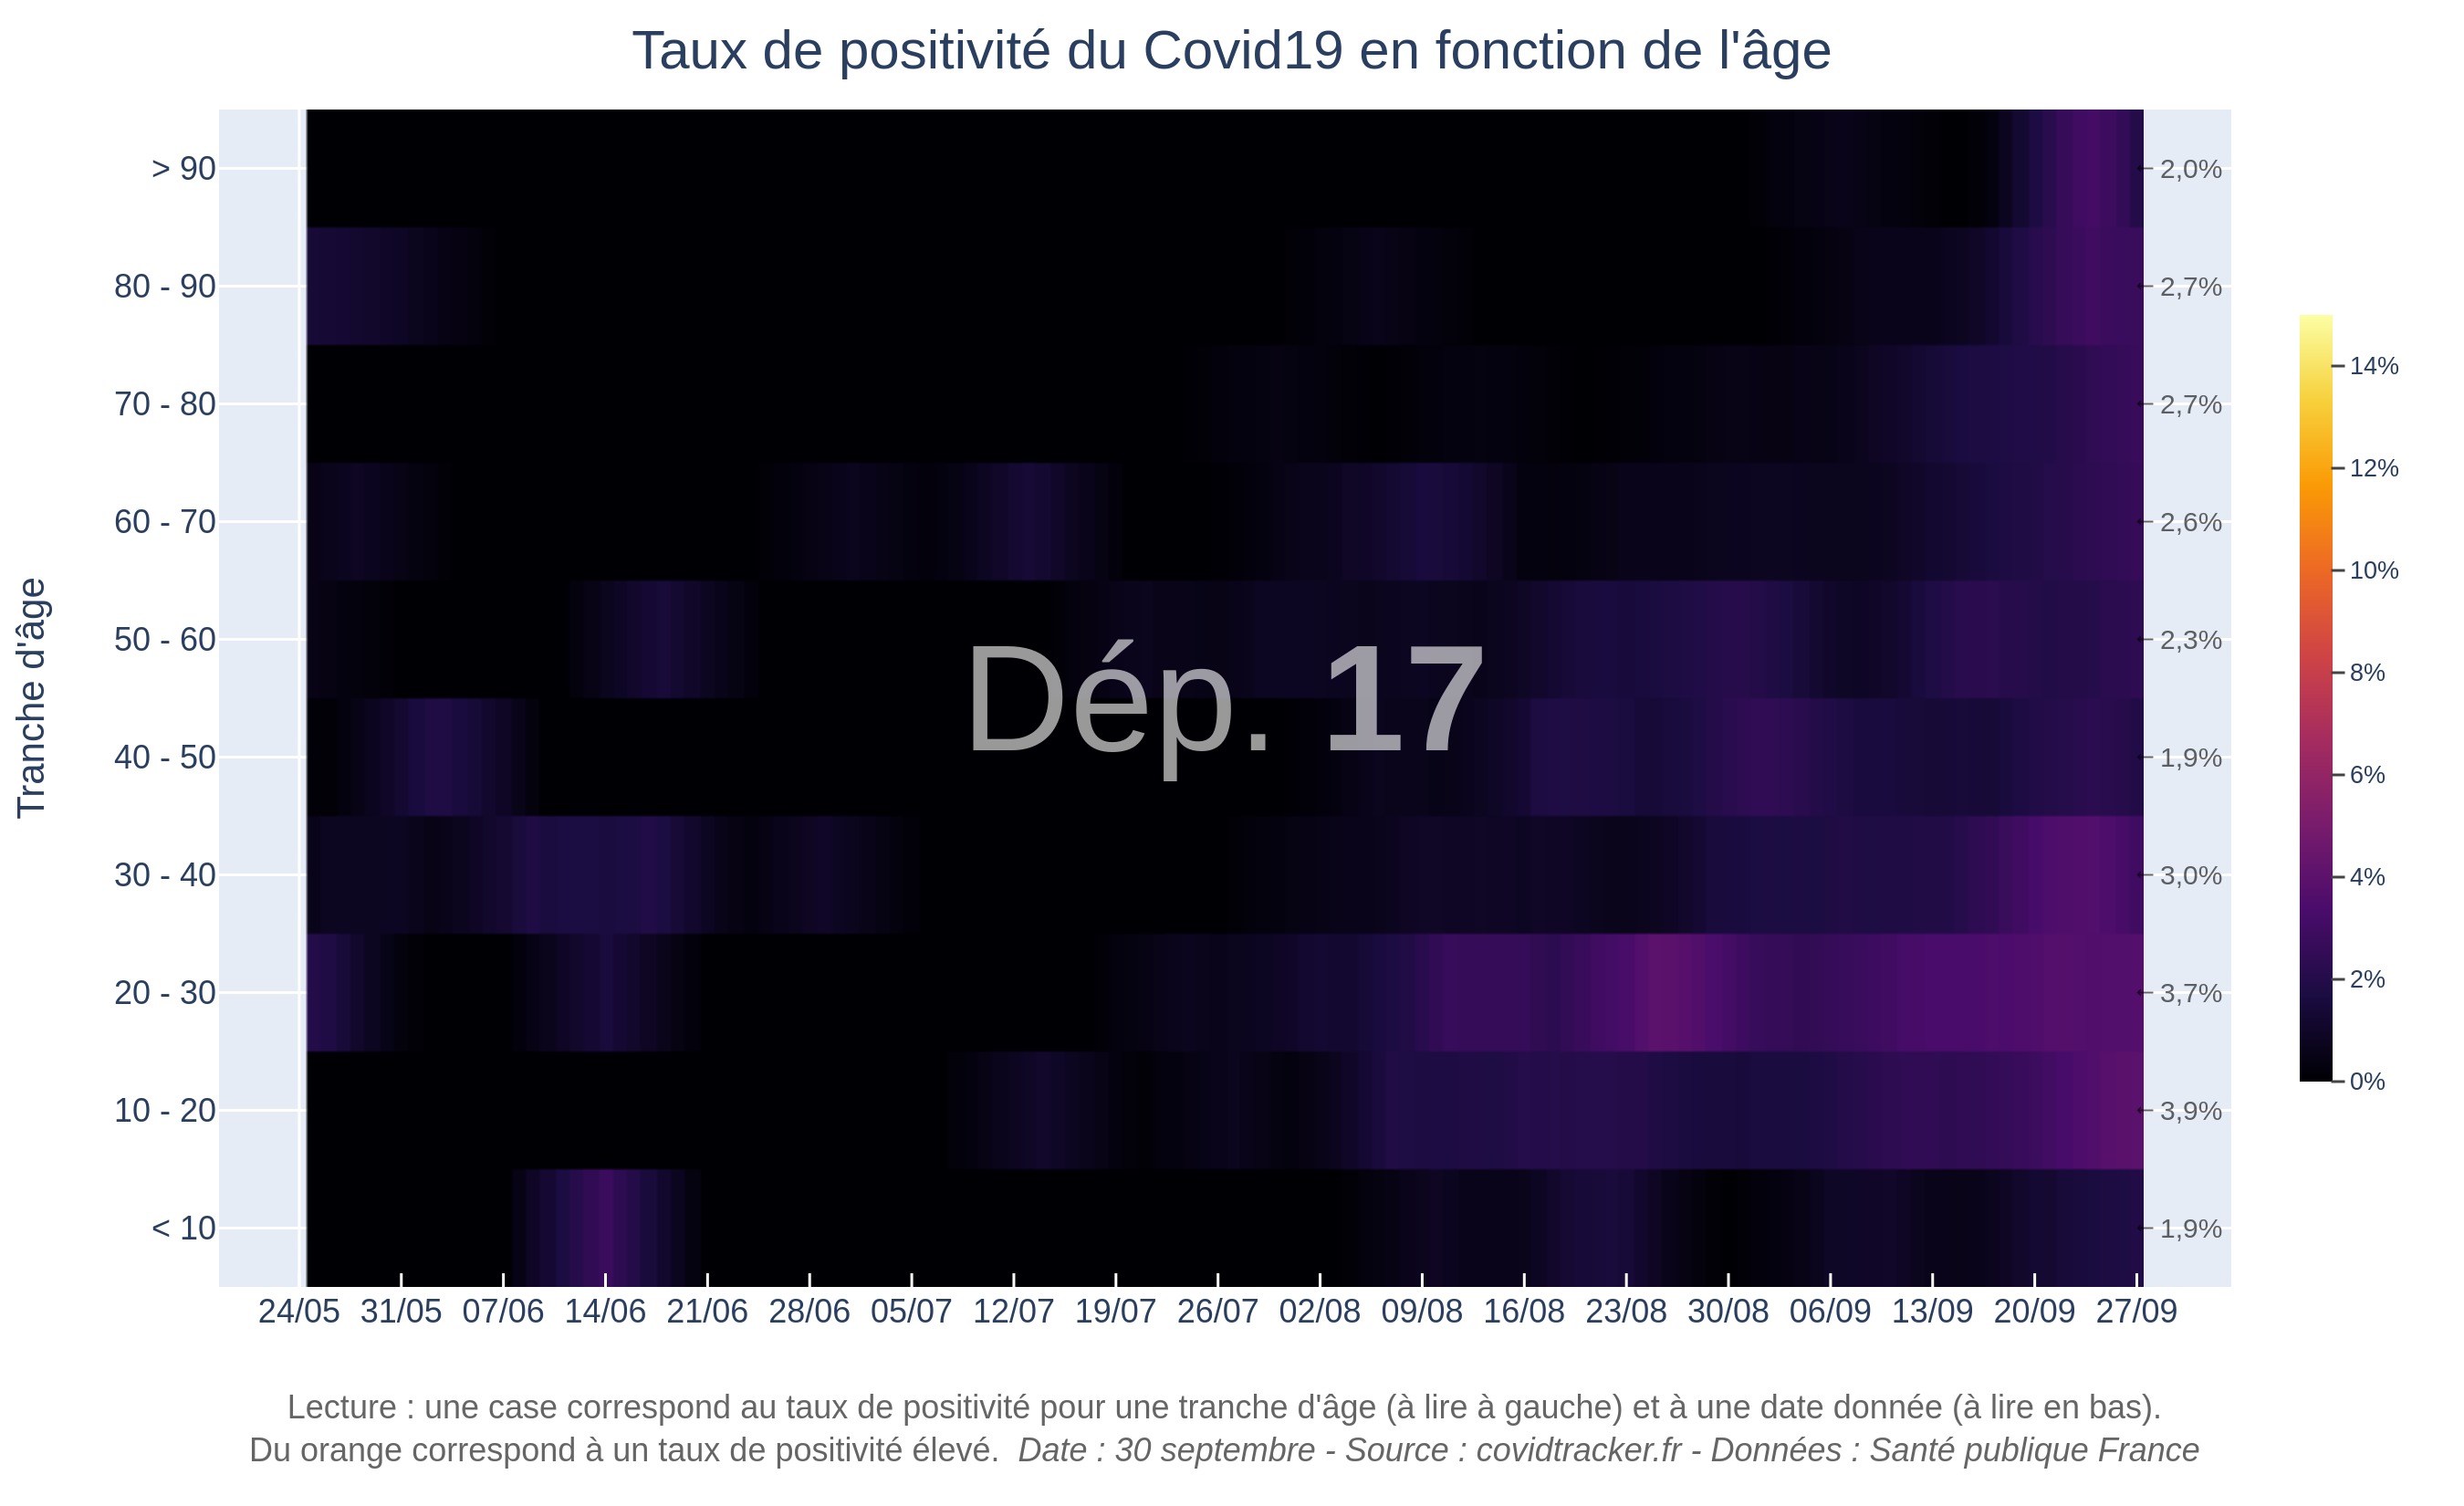 Taux de positivité du Covid19 en fonction de l'âge
Tranche d'âge
> 90
80 - 90
70 - 80
60 - 70
50 - 60
40 - 50
30 - 40
20 - 30
10 - 20
< 10
Dép. 17
2,0%
2,7%
2,7%
2,6%
2,3%
1,9%
3,0%
3,7%
3,9%
1,9%
14%
12%
10%
8%
6%
4%
2%
0%
24/05 31/05 07/06 14/06 21/06 28/06 05/07 12/07 19/07 26/07 02/08 09/08 16/08 23/08 30/08 06/09 13/09 20/09 27/09
Lecture : une case correspond au taux de positivité pour une tranche d'âge (à lire à gauche) et à une date donnée (à lire en bas).
Du orange correspond à un taux de positivité élevé. Date : 30 septembre - Source : covidtracker.fr - Données : Santé publique France